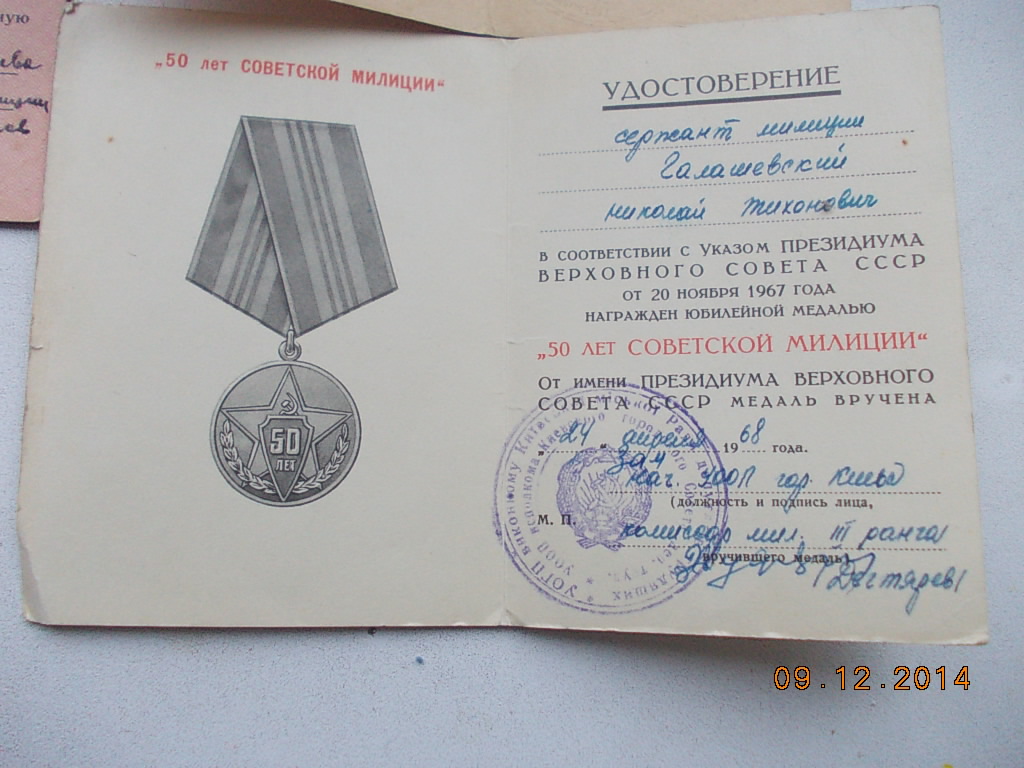 ную
„50 лет СОВЕТСКОЙ МИЛИЦИИ“
50
ЛЕТ
УДОСТОВЕРЕНИЕ
сержант милиции
Галашевский
Николай Тихонович
В СООТВЕТСТВИИ С УКАЗОМ ПРЕЗИДИУМА
ВЕРХОВНОГО СОВЕТА СССР
ОТ 20 НОЯБРЯ 1967 ГОДА
НАГРАЖДЕН ЮБИЛЕЙНОЙ МЕДАЛЬЮ
„50 ЛЕТ СОВЕТСКОЙ МИЛИЦИИ“
ОТ ИМЕНИ ПРЕЗИДИУМА ВЕРХОВНОГО
СОВЕТА СССР МЕДАЛЬ ВРУЧЕНА
„24“ апреля 1968 года.
Зам
Нач. УООП гор. Киева
(должность и подпись лица,
М. П.
комиссар мил. III ранга
вручившего медаль)
(Дегтярев)
09.12.2014